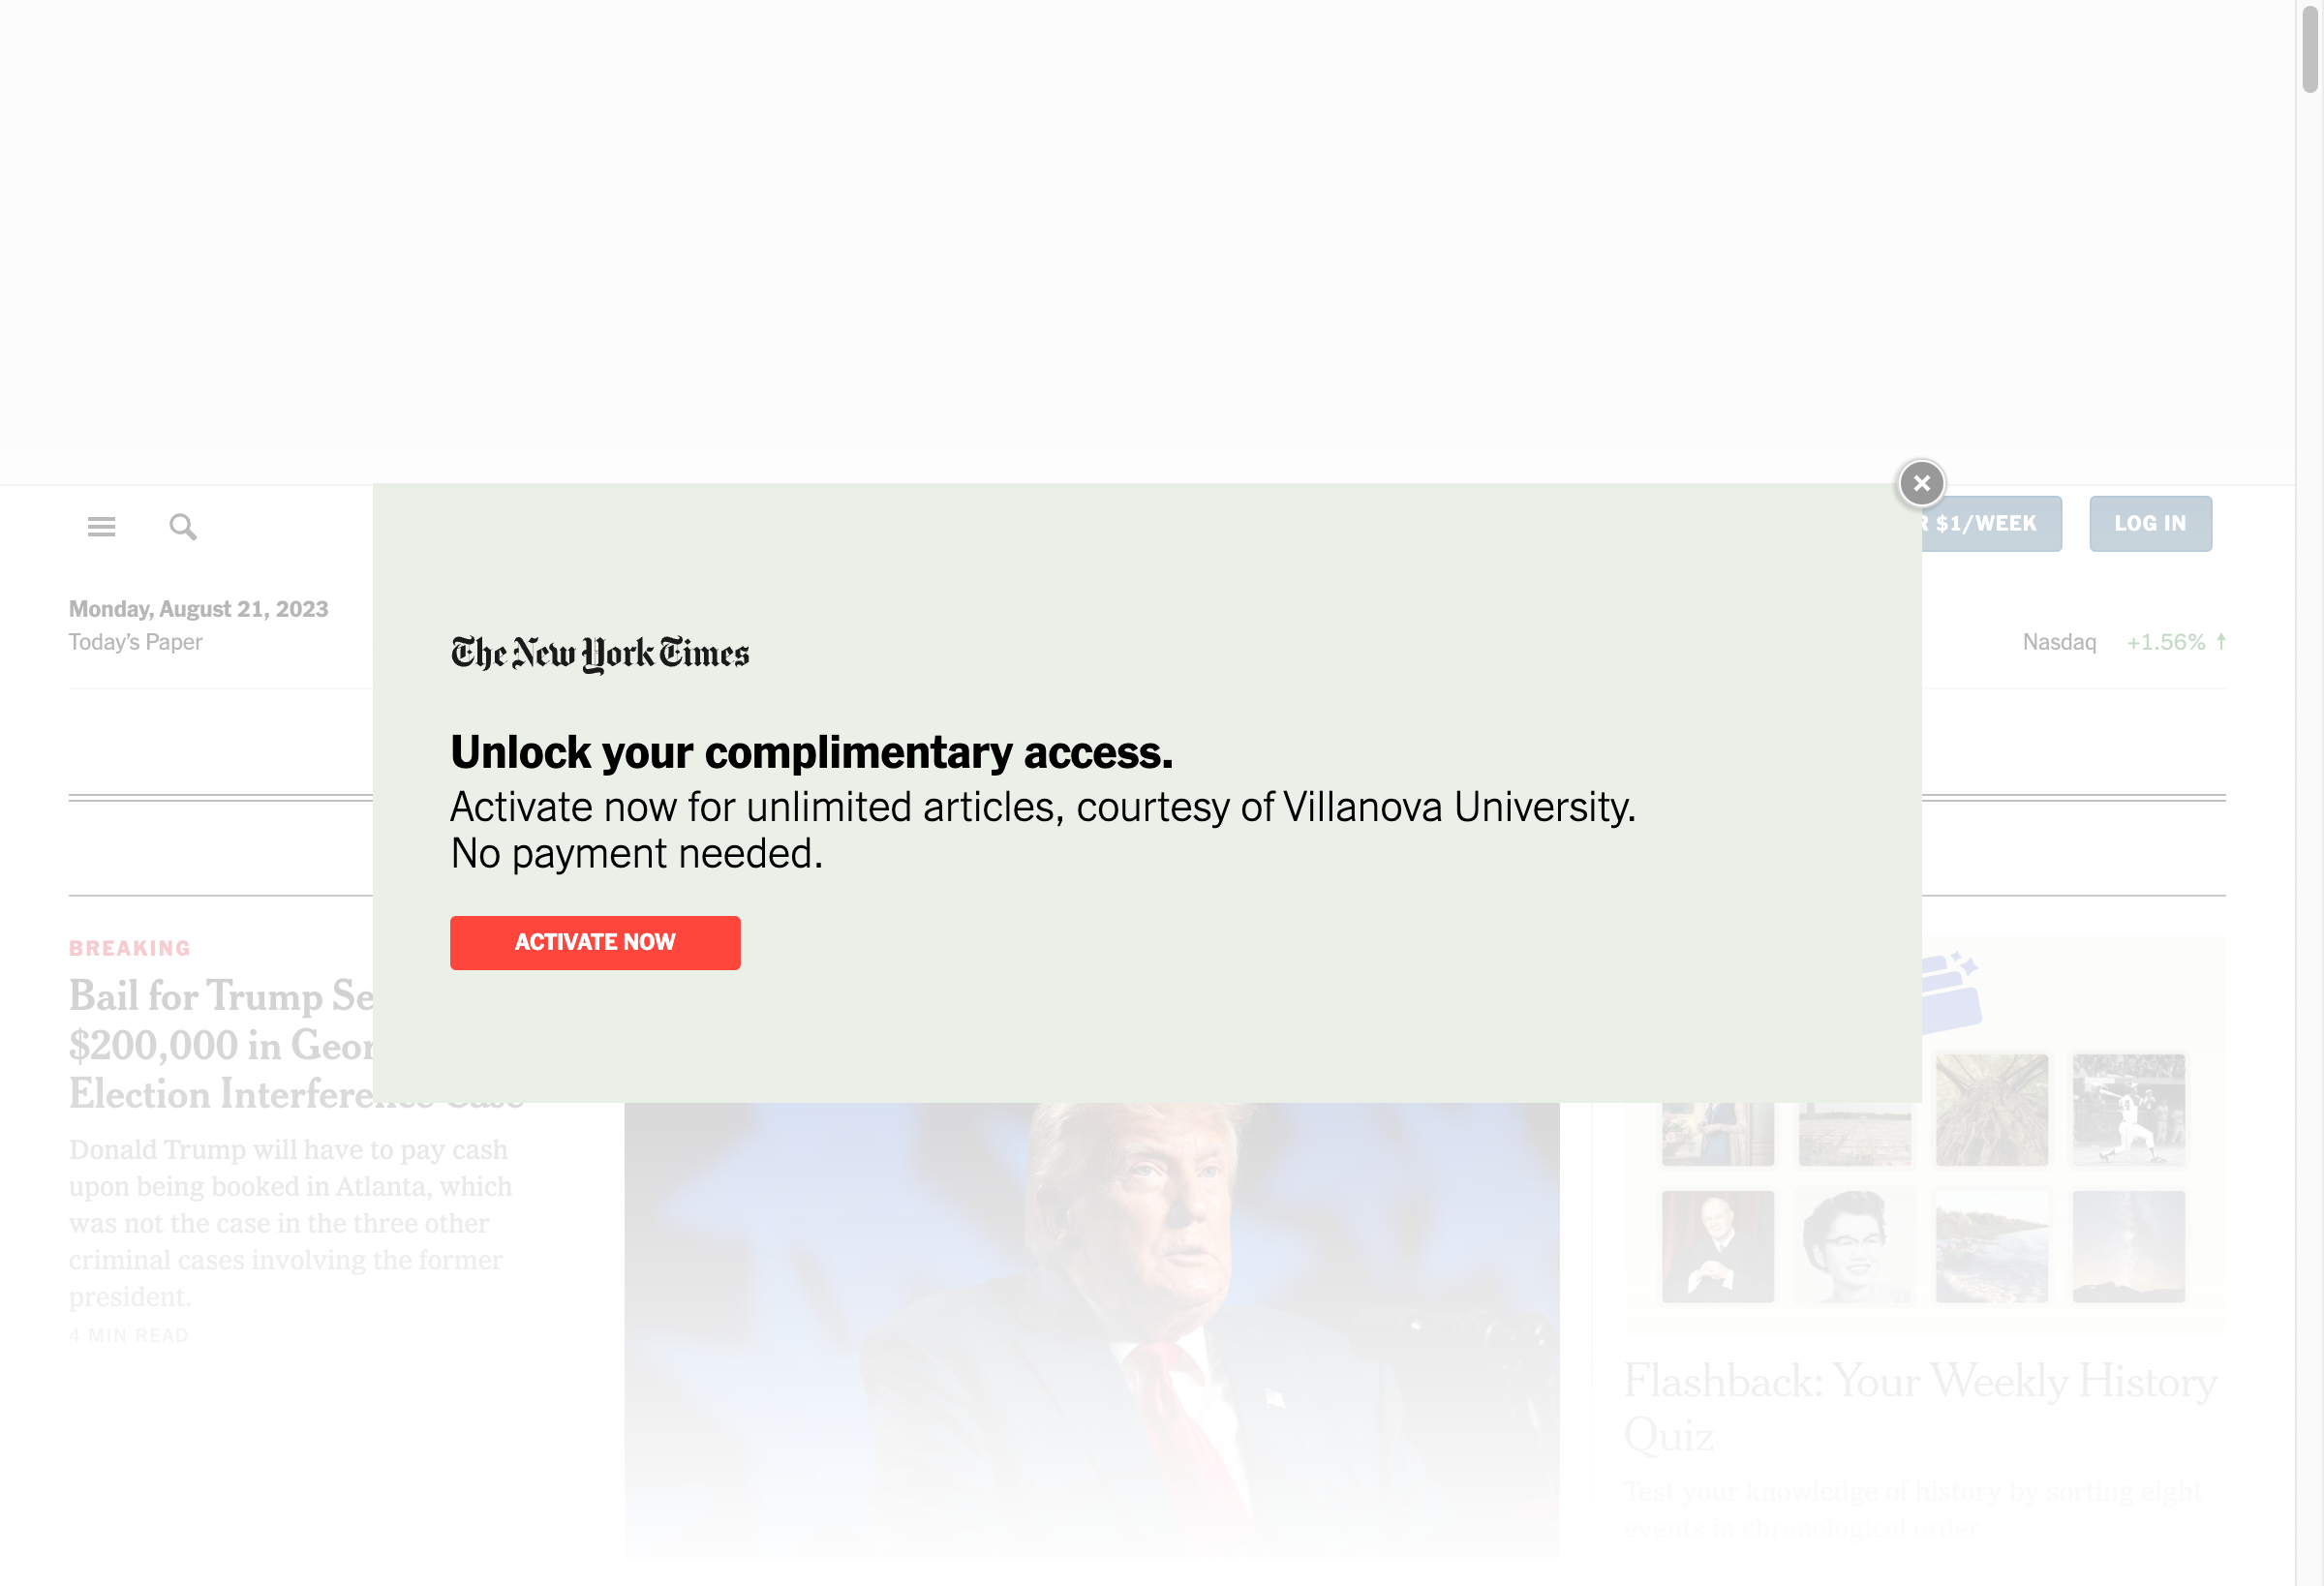 R $1/WEEK
LOG IN
Monday, August 21, 2023
Today's Paper
Nasdaq +1.56%
The New York Times
Unlock your complimentary access.
Activate now for unlimited articles, courtesy of Villanova University.
No payment needed.
ACTIVATE NOW
BREAKING
Bail for Trump Se
$200,000 in Geor
Election Interference Case
Donald Trump will have to pay cash
upon being booked in Atlanta, which
was not the case in the three other
criminal cases involving the former
president.
4 MIN READ
Flashback: Your Weekly History
Quiz
Test your knowledge of history by sorting eight
events in chronological order